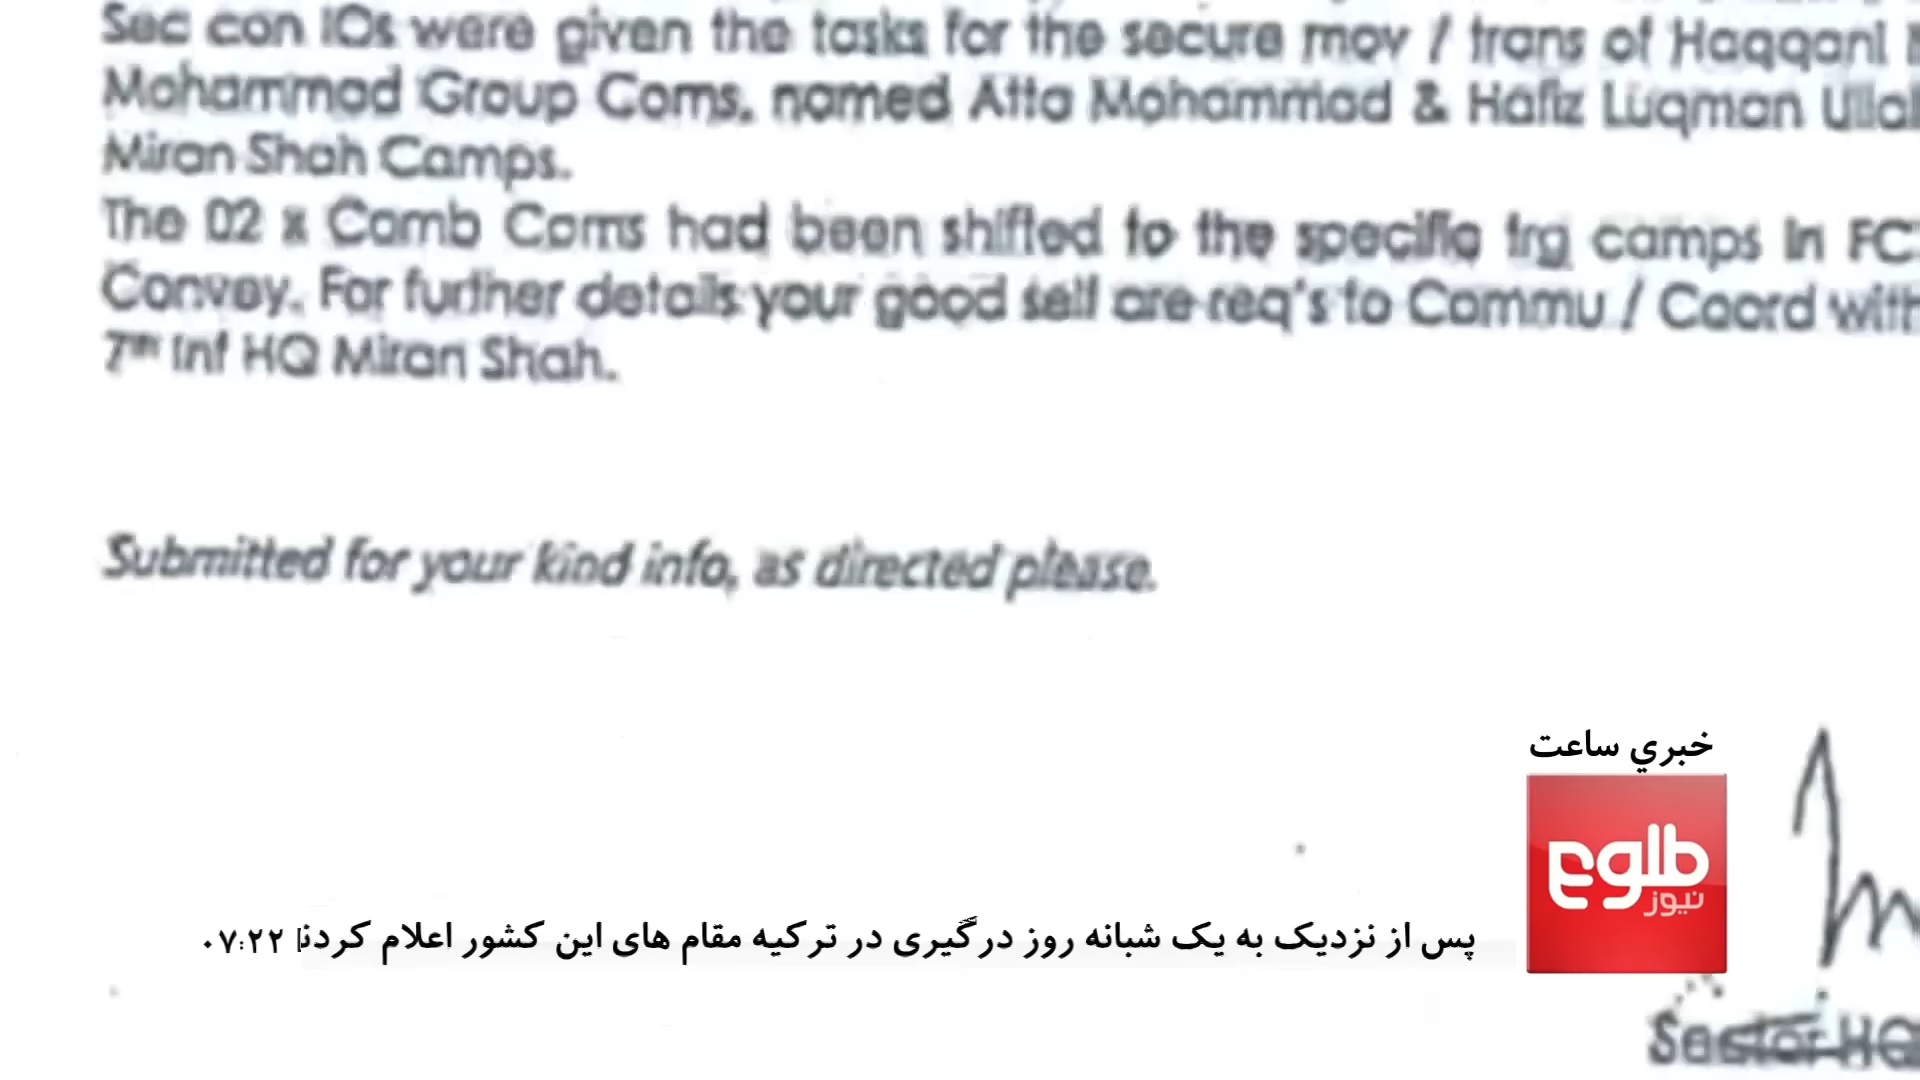 Sec con IOs were given the tasks for the secure mov / trans of Haqqani
Mohammad Group Coms, named Atta Mohammad & Hafiz Luqman Ullah
Miran Shah Camps.
The 02 x Comb Coms had been shifted to the specific trg camps in FC
Convey. For further details your good self are req's to Commu / Coord with
7th Inf HQ Miran Shah.
Submitted for your kind info, as directed please.
خبري ساعت
طلوع
نیوز
پس از نزدیک به یک شبانه روز درگیری در ترکیه مقام های این کشور اعلام کردند ۰۷:۲۲
Sector HQ